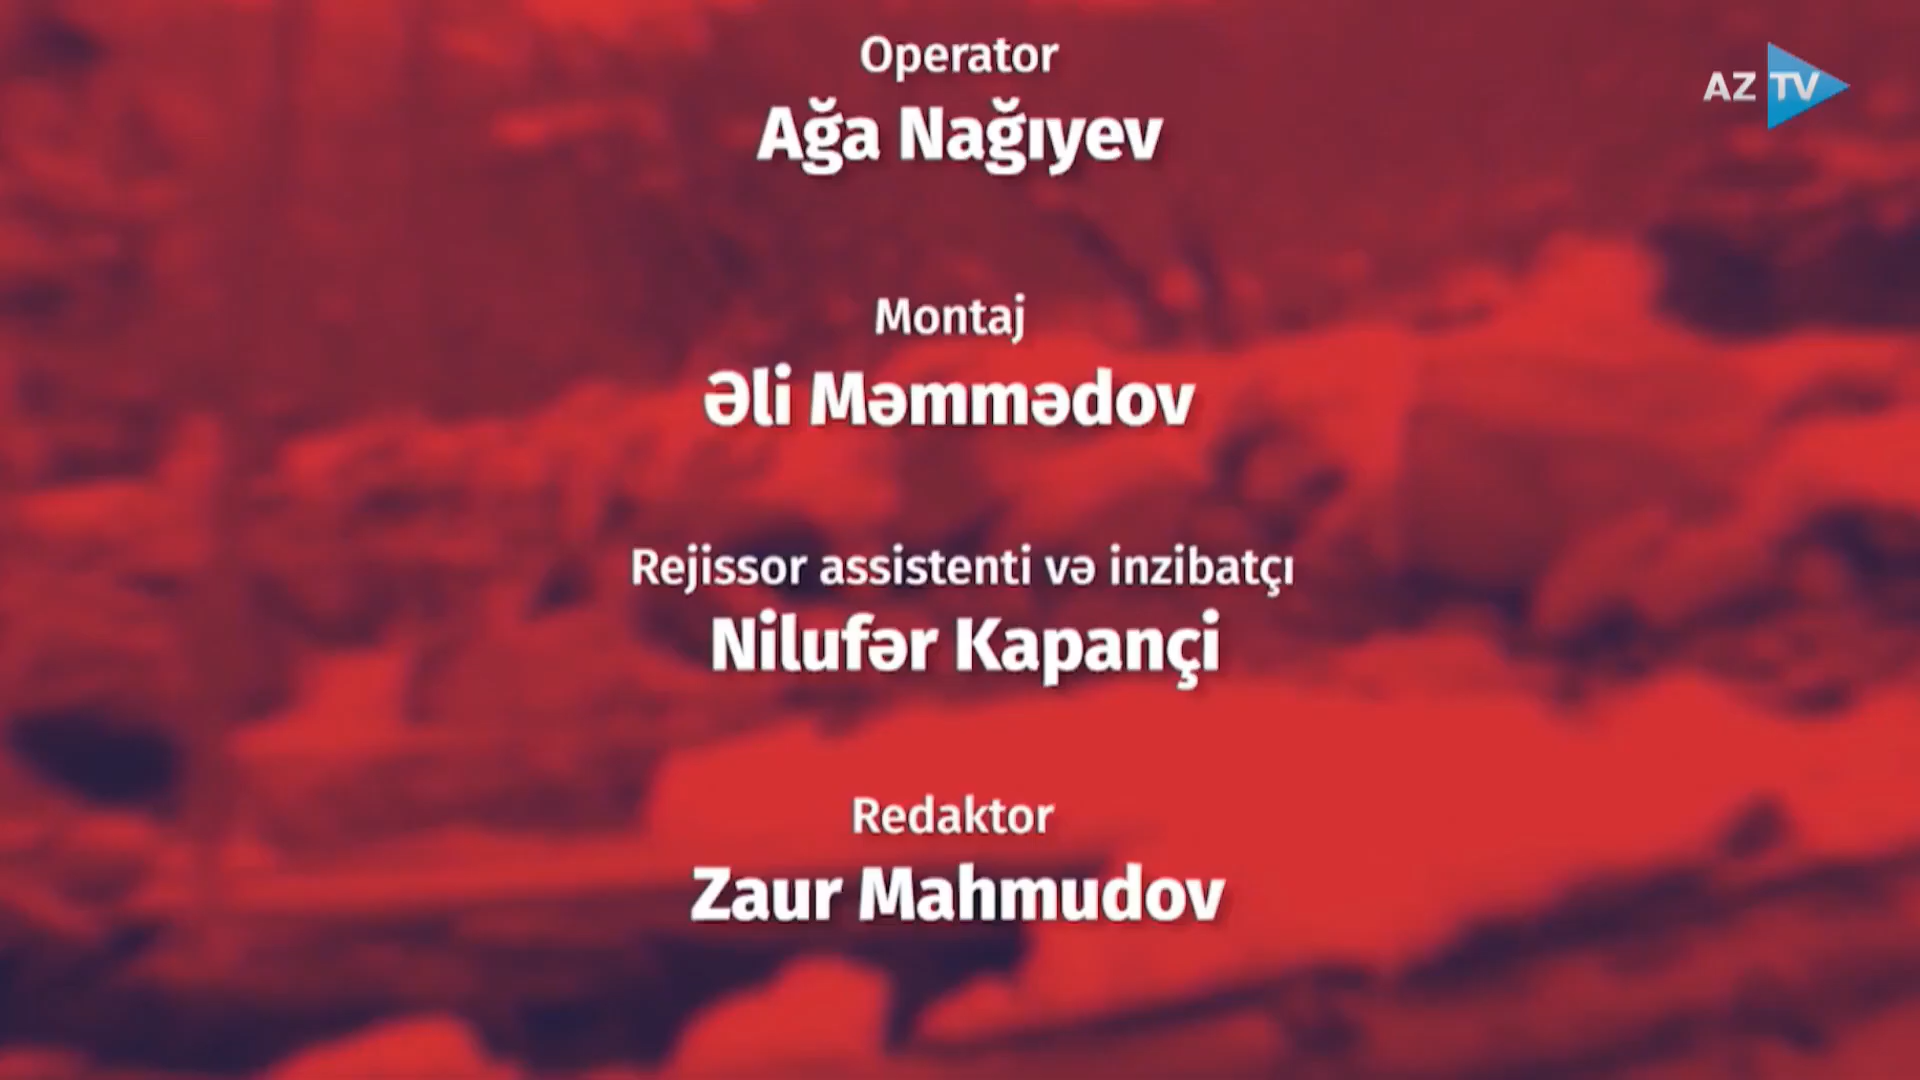 Operator
AZ TV
Ağa Nağıyev
Montaj
Əli Məmmədov
Rejissor assistenti və inzibatçı
Nilufər Kapançi
Redaktor
Zaur Mahmudov